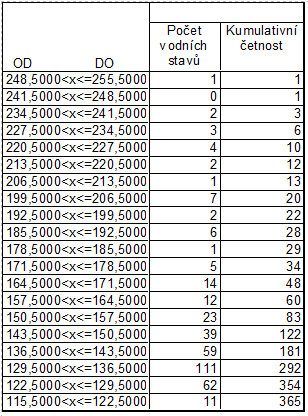 Počet Kumulativní
vodních četnost
OD DO stavů
248,5000<x<=255,5000 1 1
241,5000<x<=248,5000 0 1
234,5000<x<=241,5000 2 3
227,5000<x<=234,5000 3 6
220,5000<x<=227,5000 4 10
213,5000<x<=220,5000 2 12
206,5000<x<=213,5000 1 13
199,5000<x<=206,5000 7 20
192,5000<x<=199,5000 2 22
185,5000<x<=192,5000 6 28
178,5000<x<=185,5000 1 29
171,5000<x<=178,5000 5 34
164,5000<x<=171,5000 14 48
157,5000<x<=164,5000 12 60
150,5000<x<=157,5000 23 83
143,5000<x<=150,5000 39 122
136,5000<x<=143,5000 59 181
129,5000<x<=136,5000 111 292
122,5000<x<=129,5000 62 354
115,5000<x<=122,5000 11 365